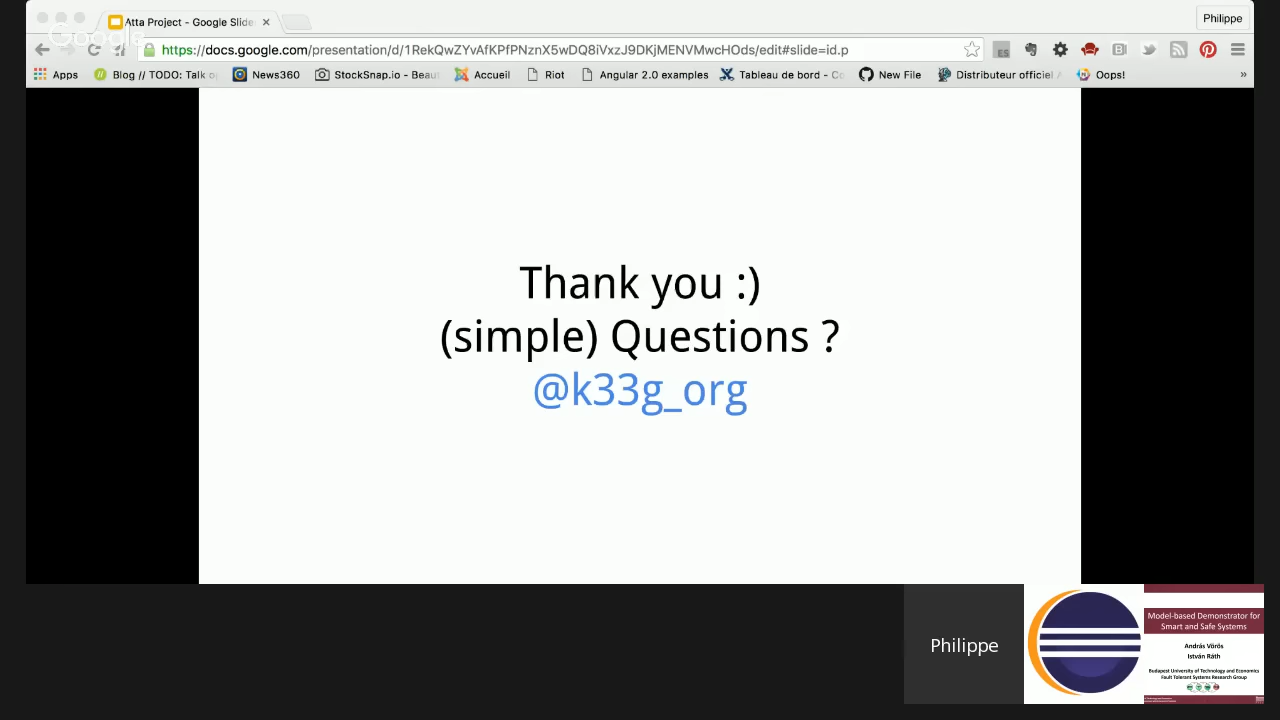 Atta Project - Google Slide
Philippe
Google
https://docs.google.com/presentation/d/1RekQwZYvAfKPfPNznX5wDQ8iVxzJ9DKjMENVMwcHOds/edit#slide=id.p
Apps
Blog // TODO: Talk o
News360
StockSnap.io - Beau
Accueil
Riot
Angular 2.0 examples
Tableau de bord - Co
New File
Distributeur officiel
Oops!
»
Thank you :)
(simple) Questions ?
@k33g_org
Philippe
Model-based Demonstrator for
Smart and Safe Systems
András Vörös
István Ráth
Budapest University of Technology and Economics
Fault Tolerant Systems Research Group